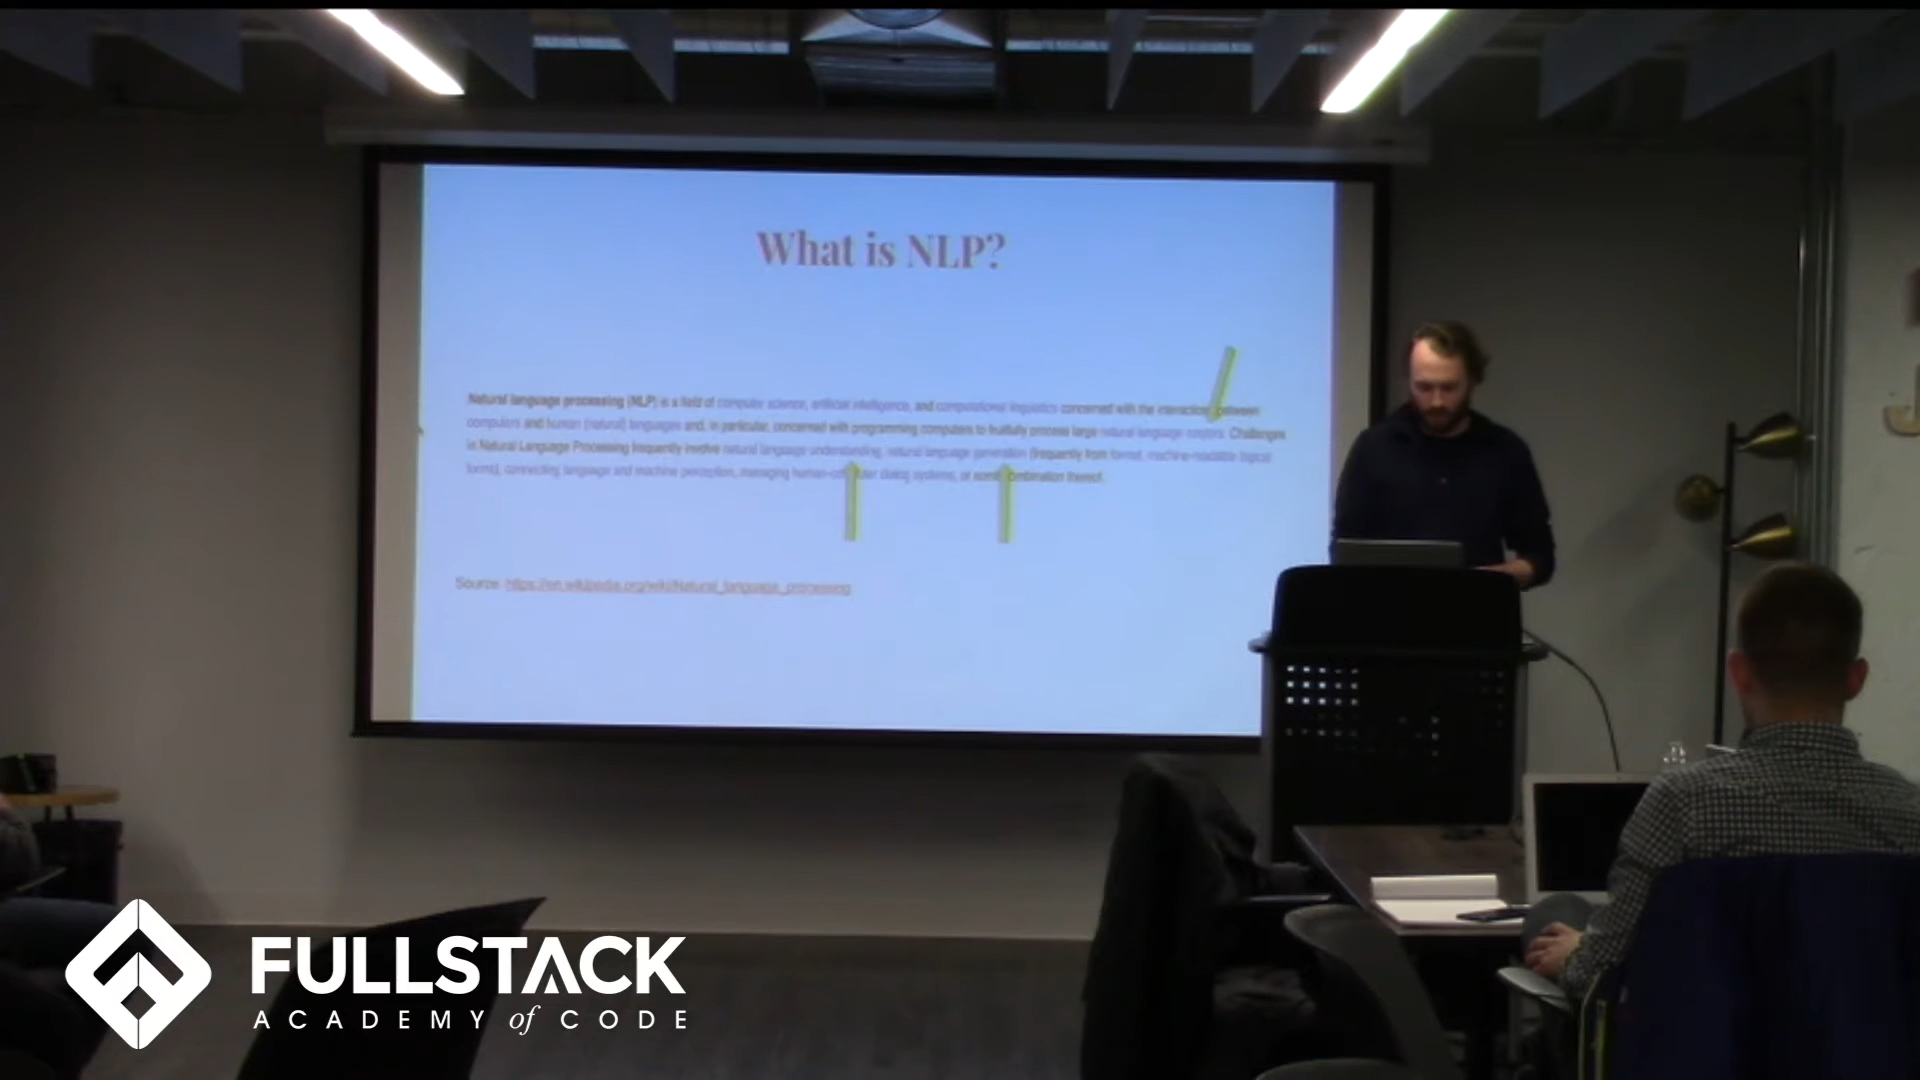 What is NLP?
Natural language processing (NLP) is a field of computer science, artificial intelligence, and computational linguistics concerned with the interactions between
computers and human (natural) languages and, in particular, concerned with programming computers to fruitfully process large natural language corpora. Challenges
in Natural Language Processing frequently involve natural language understanding, natural language generation (frequently from formal, machine-readable logical
forms), connecting language and machine perception, managing human-computer dialog systems, or some combination thereof.
Source: https://en.wikipedia.org/wiki/Natural_language_processing
FULLSTACK
ACADEMY of CODE